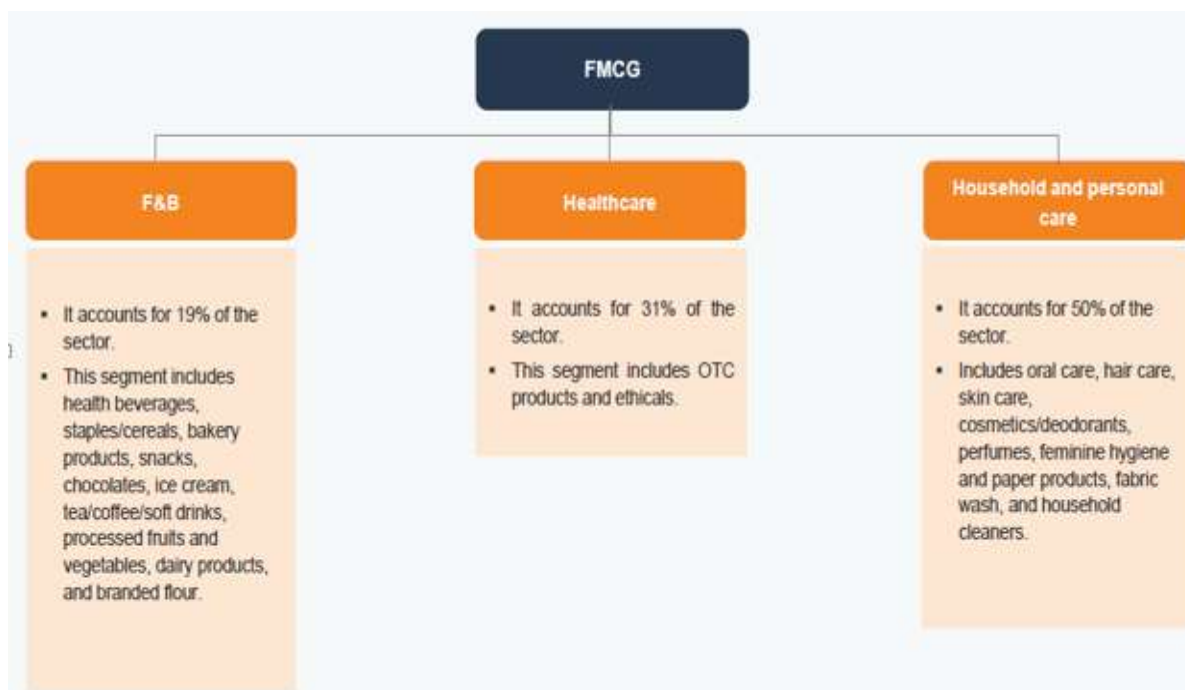 FMCG
F&B
• It accounts for 19% of the
sector.
• This segment includes
health beverages,
staples/cereals, bakery
products, snacks,
chocolates, ice cream,
tea/coffee/soft drinks,
processed fruits and
vegetables, dairy products,
and branded flour.
Healthcare
• It accounts for 31% of the
sector.
• This segment includes OTC
products and ethicals.
Household and personal
care
• It accounts for 50% of the
sector.
• Includes oral care, hair care,
skin care,
cosmetics/deodorants,
perfumes, feminine hygiene
and paper products, fabric
wash, and household
cleaners.